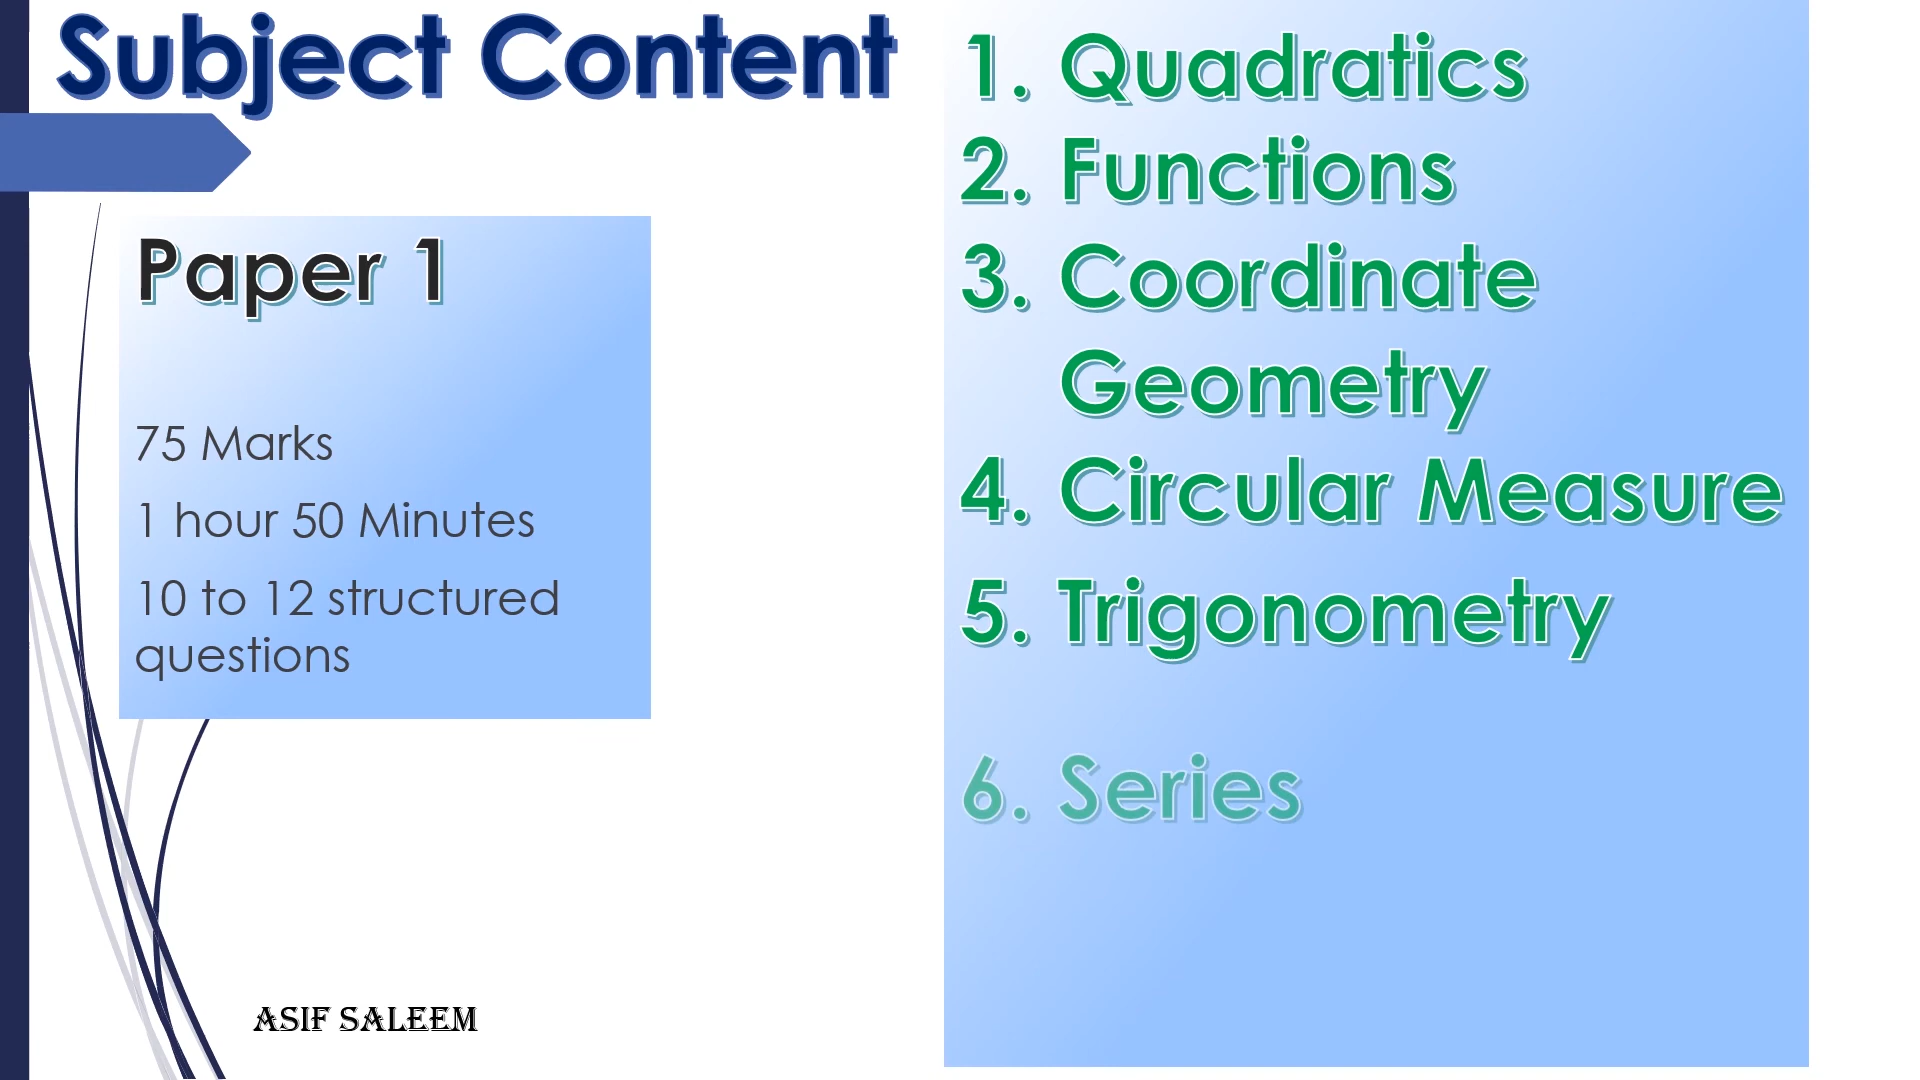 Subject Content
Paper 1
75 Marks
1 hour 50 Minutes
10 to 12 structured
questions
ASIF SALEEM
1. Quadratics
2. Functions
3. Coordinate
Geometry
4. Circular Measure
5. Trigonometry
6. Series